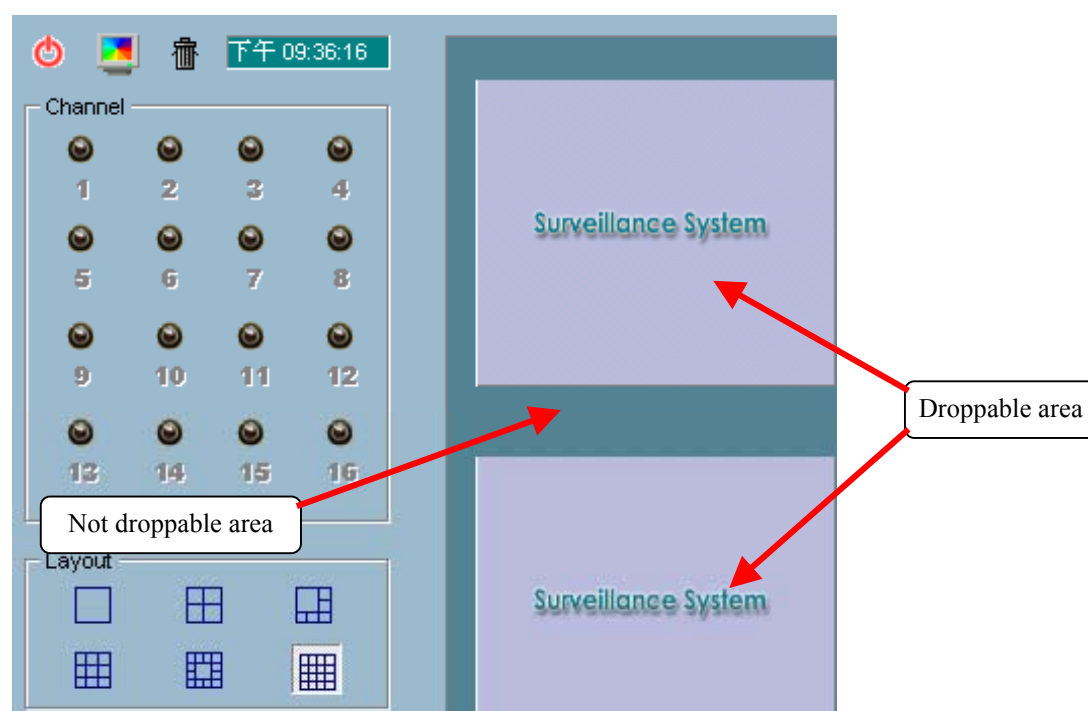 下午 09:36:16
Channel
1 2 3 4
5 6 7 8
9 10 11 12
13 14 15 16
Not droppable area
Layout
Surveillance System
Surveillance System
Droppable area